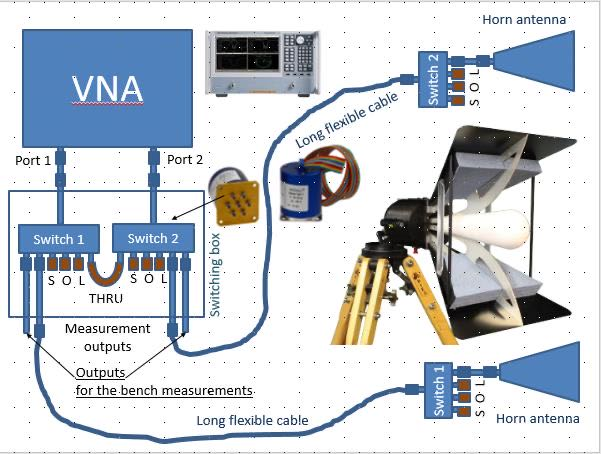 Horn antenna
VNA
Switch 2
S O L
Long flexible cable
Port 1
Port 2
Switch 1
Switch 2
S O L
S O L
THRU
Switching box
Measurement
outputs
Outputs
for the bench measurements
Switch 1
S O L
Long flexible cable
Horn antenna